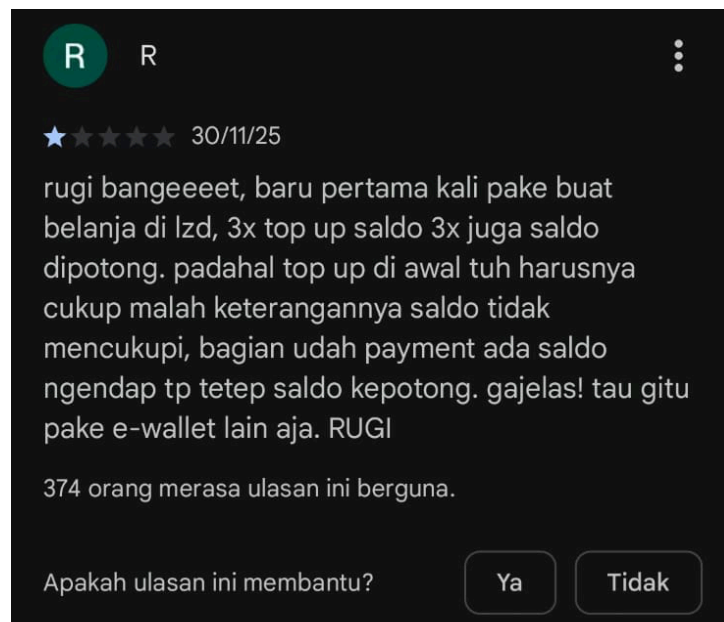 R
R
30/11/25
rugi bangeeeet, baru pertama kali pake buat
belanja di lzd, 3x top up saldo 3x juga saldo
dipotong. padahal top up di awal tuh harusnya
cukup malah keterangannya saldo tidak
mencukupi, bagian udah payment ada saldo
ngendap tp tetep saldo kepotong. gajelas! tau gitu
pake e-wallet lain aja. RUGI
374 orang merasa ulasan ini berguna.
Apakah ulasan ini membantu?
Ya
Tidak